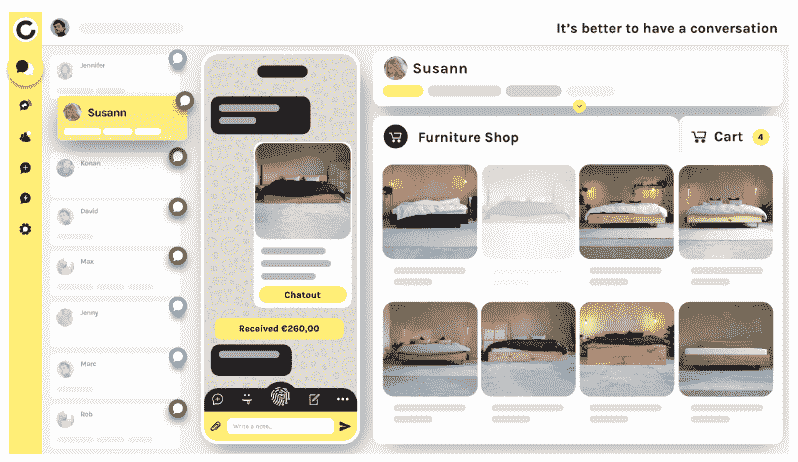 It's better to have a conversation
Jennifer
Susann
Konan
David
Max
Jenny
Marc
Rob
Chatout
Received €260,00
Write a note...
Susann
Furniture Shop
Cart 4